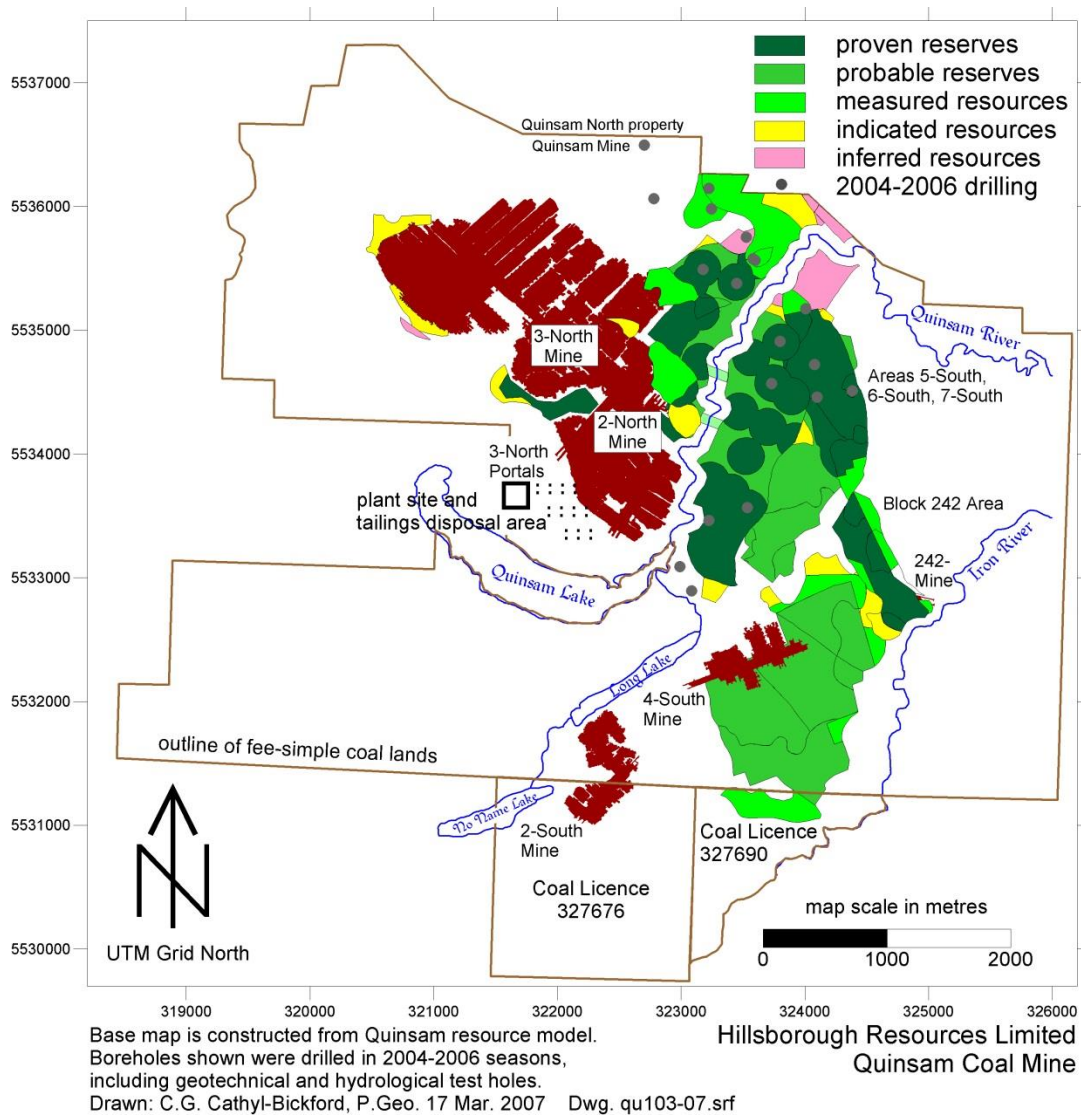 proven reserves
probable reserves
measured resources
indicated resources
inferred resources
2004-2006 drilling
5537000
5536000
5535000
5534000
5533000
5532000
5531000
5530000
Quinsam North property
Quinsam Mine
3-North
Mine
2-North
Mine
Quinsam River
Areas 5-South,
6-South, 7-South
3-North
Portals
plant site and
tailings disposal area
Block 242 Area
242-
Mine
Iron River
Quinsam Lake
Long Lake
4-South
Mine
outline of fee-simple coal lands
No Name Lake
2-South
Mine
Coal Licence
327690
Coal Licence
327676
UTM Grid North
map scale in metres
0
1000
2000
319000
320000
321000
322000
323000
324000
325000
326000
Base map is constructed from Quinsam resource model.
Boreholes shown were drilled in 2004-2006 seasons,
including geotechnical and hydrological test holes.
Drawn: C.G. Cathyl-Bickford, P.Geo. 17 Mar. 2007 Dwg. qu103-07.srf
Hillsborough Resources Limited
Quinsam Coal Mine